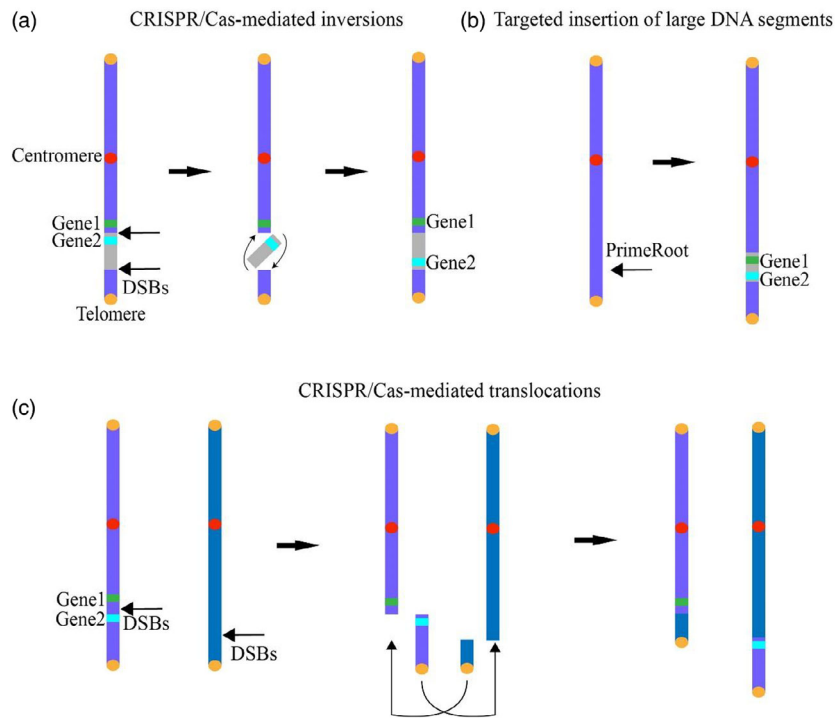 (a)
CRISPR/Cas-mediated inversions
Centromere
Gene1
Gene2
DSBs
Telomere
Gene1
Gene2
(b)
Targeted insertion of large DNA segments
PrimeRoot
Gene1
Gene2
(c)
CRISPR/Cas-mediated translocations
Gene1
Gene2
DSBs
DSBs